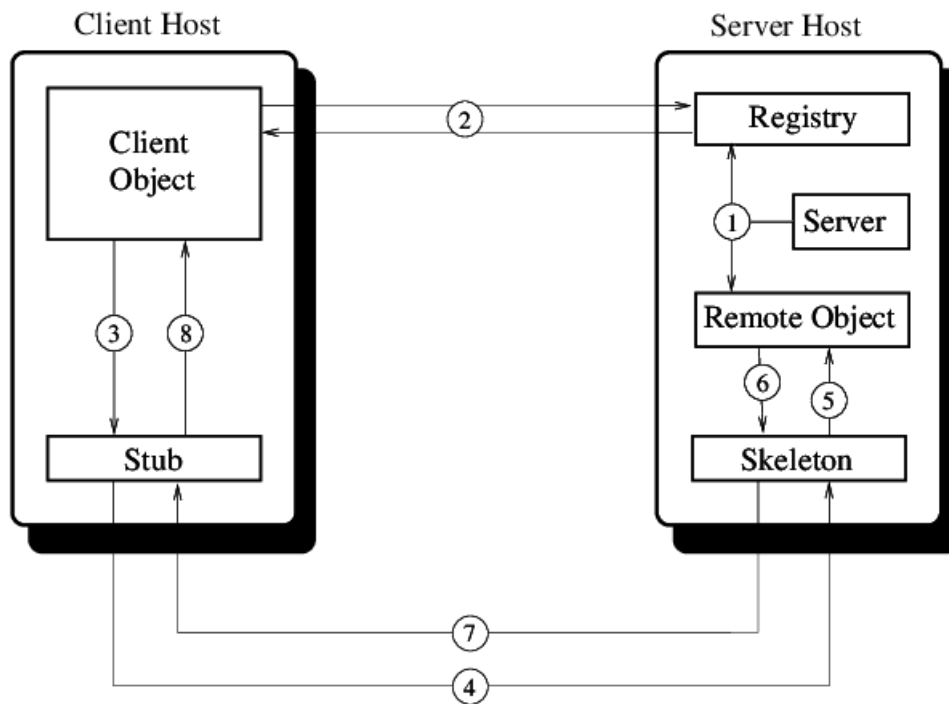 Client Host
Server Host
Client
Object
2
Registry
1
Server
Remote Object
3
8
6
5
Stub
Skeleton
7
4